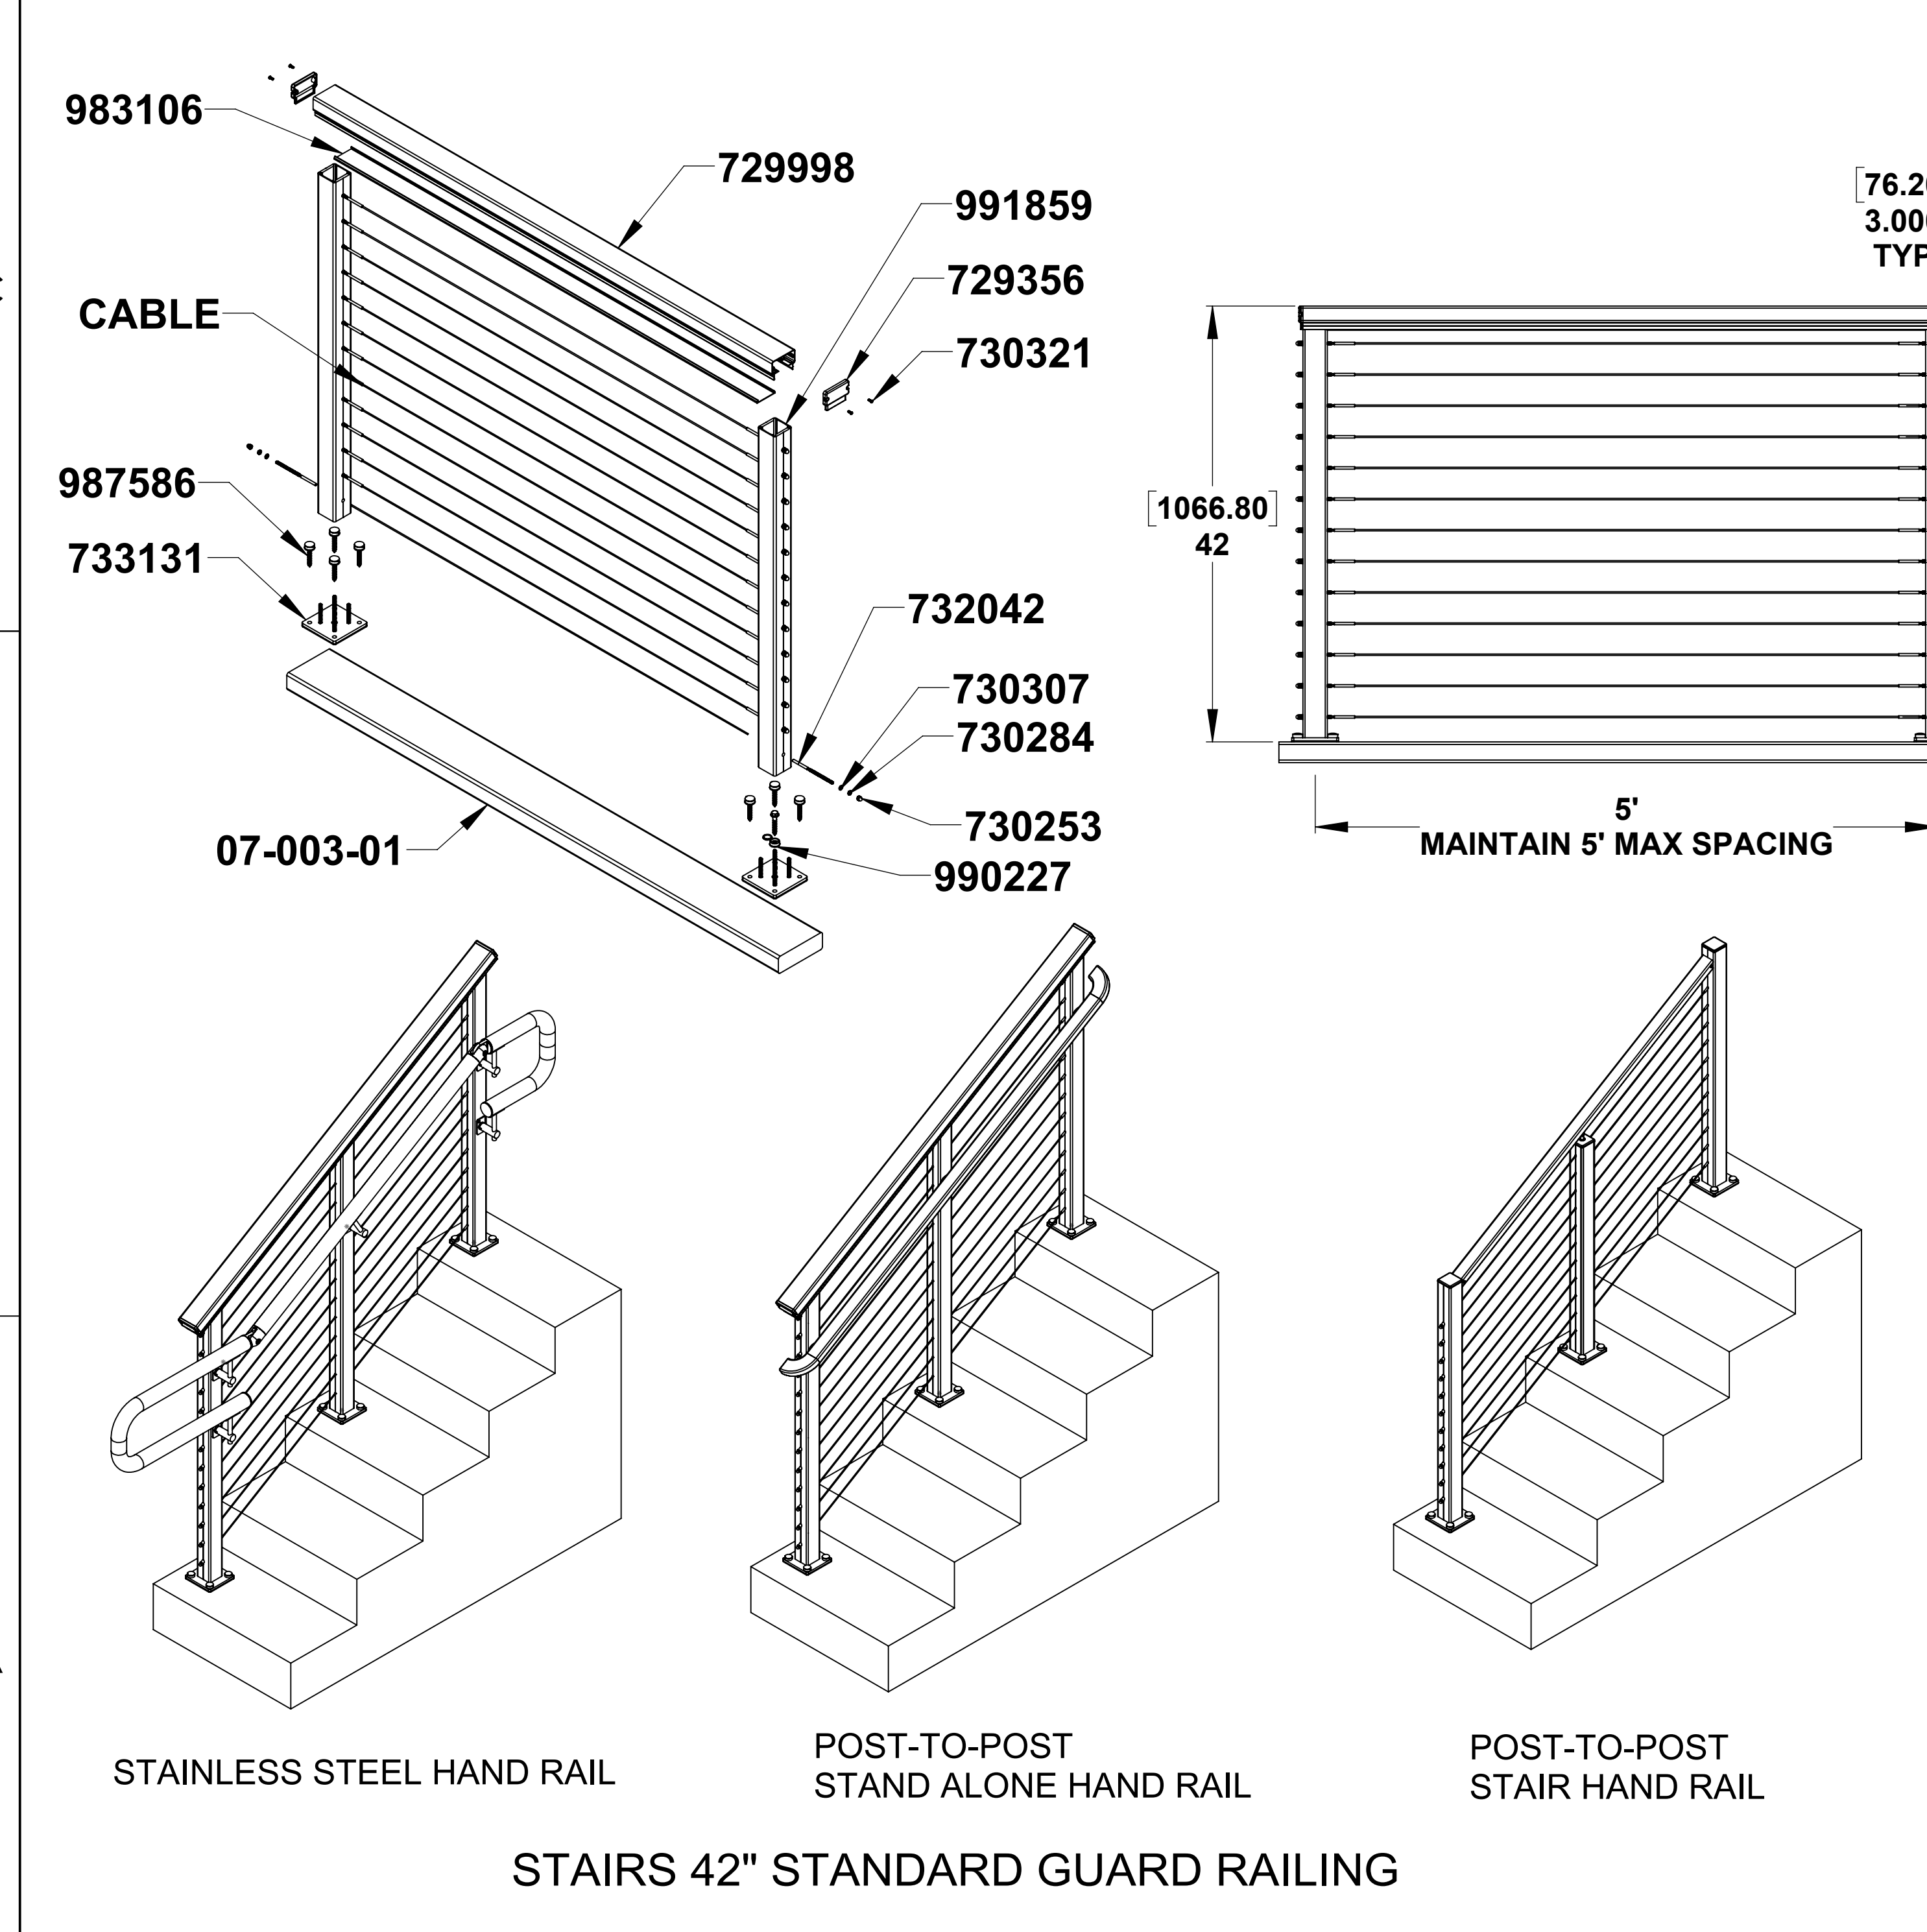 983106
729998
991859
729356
730321
CABLE
987586
733131
732042
730307
730284
730253
990227
07-003-01
TYP
[1066.80]
42
5'
MAINTAIN 5' MAX SPACING
STAINLESS STEEL HAND RAIL
POST-TO-POST
STAND ALONE HAND RAIL
POST-TO-POST
STAIR HAND RAIL
STAIRS 42" STANDARD GUARD RAILING